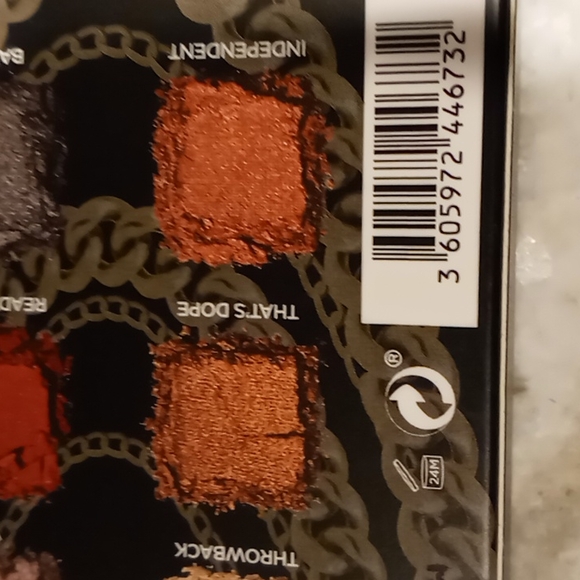 INDEPENDENT
THAT'S DOPE
THROWBACK
3 605972 446732
®
24M